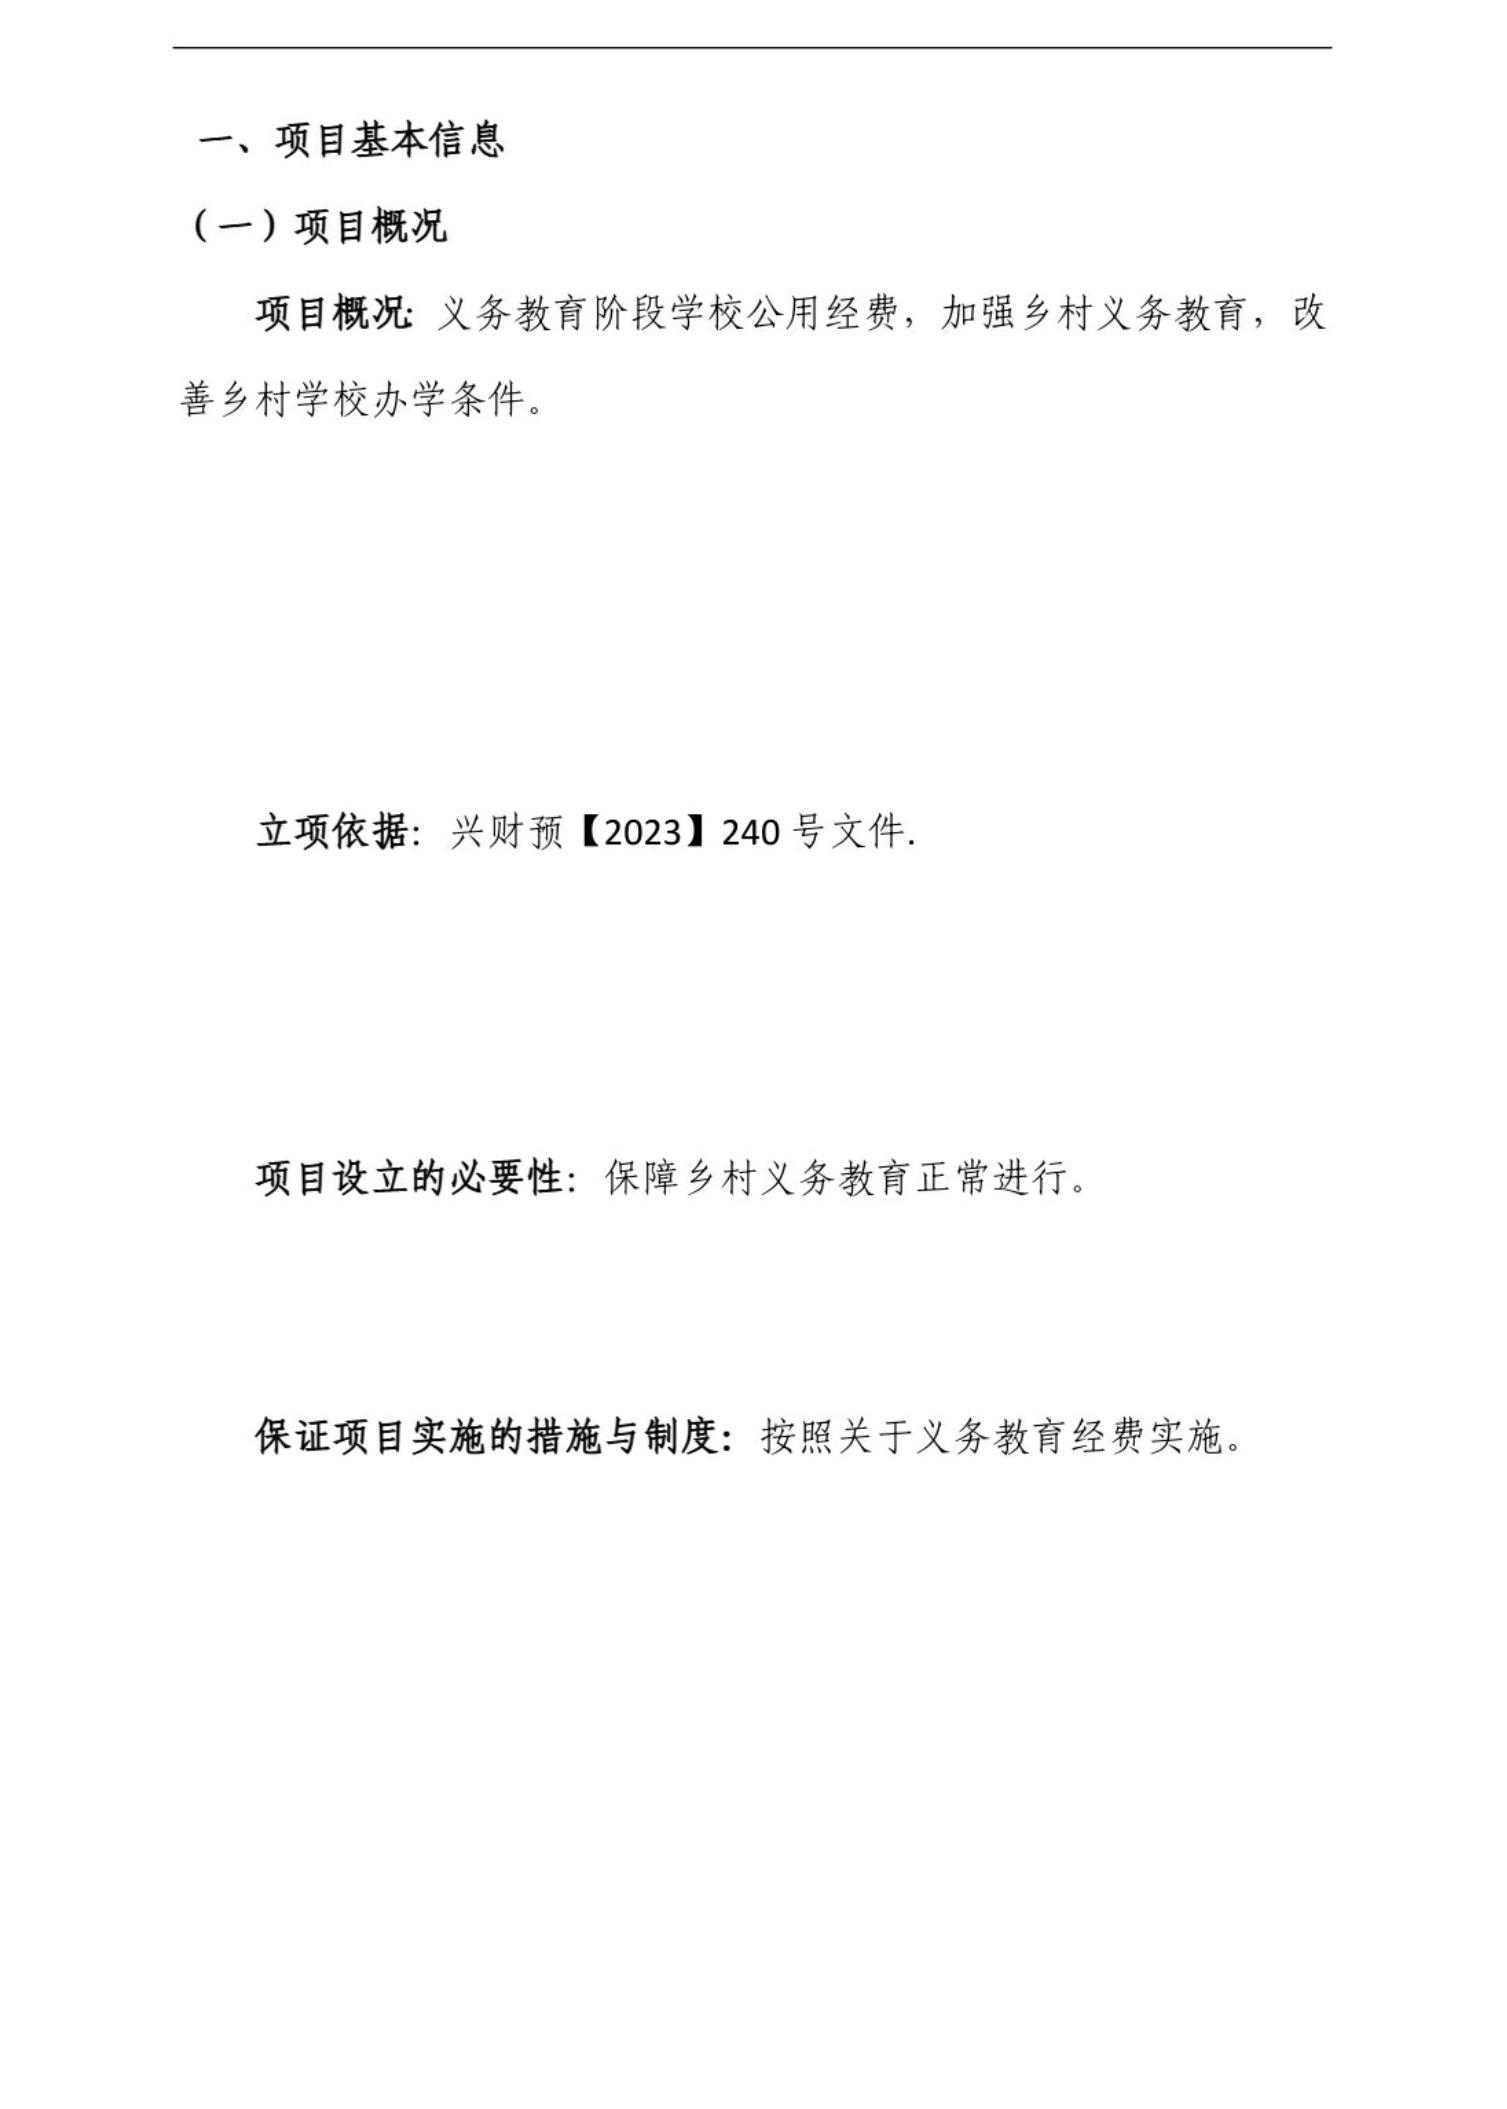 一、项目基本信息
（一）项目概况
项目概况：义务教育阶段学校公用经费，加强乡村义务教育，改
善乡村学校办学条件。
立项依据：兴财预【2023】240 号文件.
项目设立的必要性：保障乡村义务教育正常进行。
保证项目实施的措施与制度：按照关于义务教育经费实施。